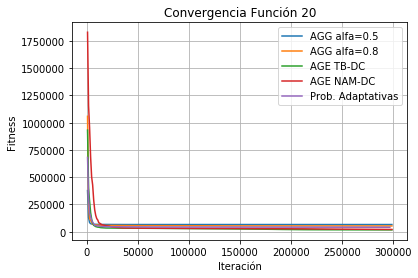 Convergencia Función 20
AGG alfa=0.5
AGG alfa=0.8
AGE TB-DC
AGE NAM-DC
Prob. Adaptativas
Fitness
1750000
1500000
1250000
1000000
750000
500000
250000
0
0 50000 100000 150000 200000 250000 300000
Iteración